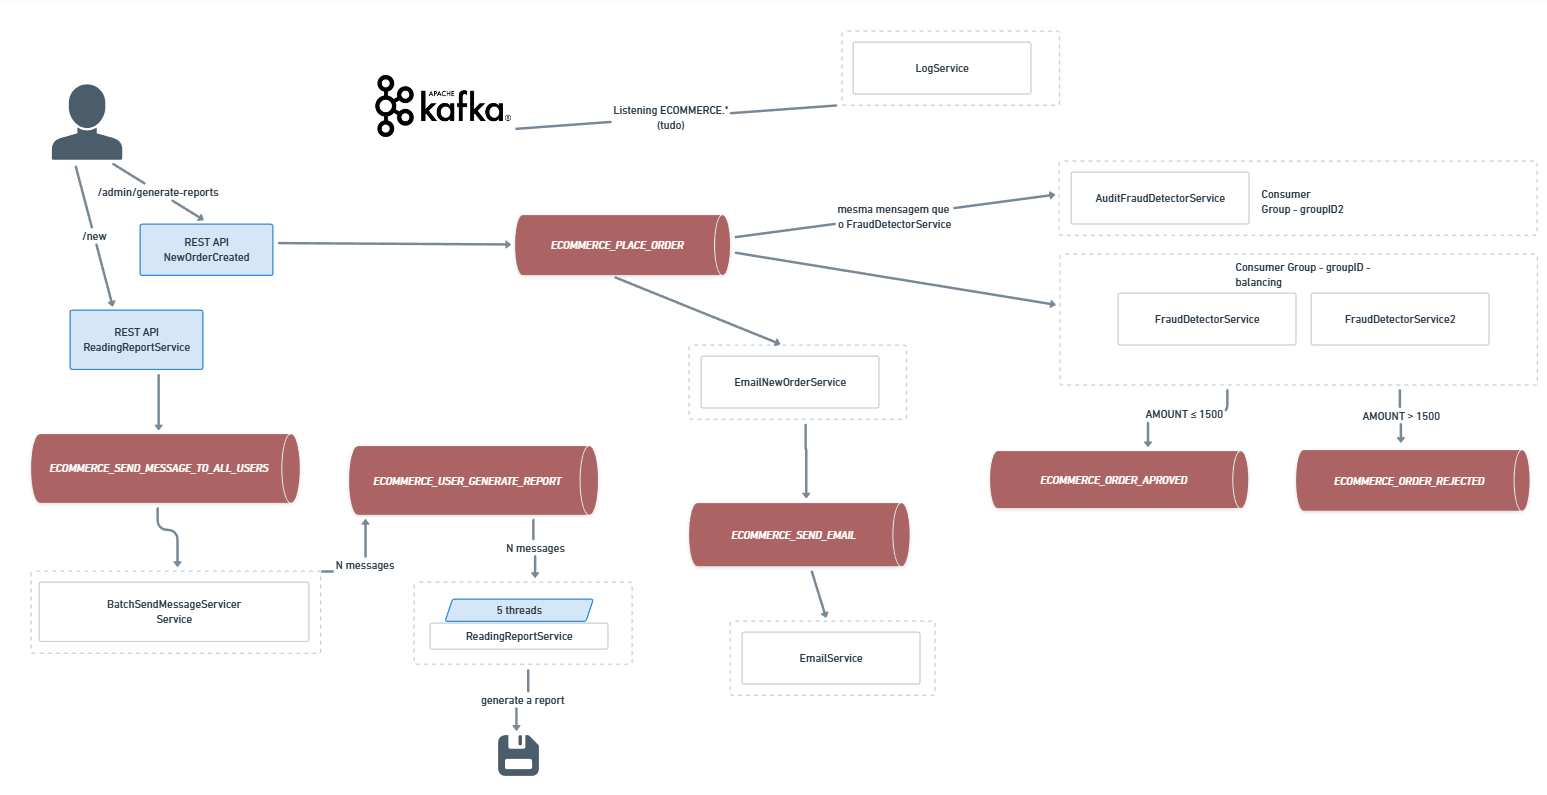 LogService
APACHE
kafka®
Listening ECOMMERCE.*
(tudo)
/admin/generate-reports
/new
REST API
NewOrderCreated
ECOMMERCE_PLACE_ORDER
mesma mensagem que
o FraudDetectorService
AuditFraudDetectorService
Consumer
Group - groupID2
Consumer Group - groupID -
balancing
FraudDetectorService
FraudDetectorService2
REST API
ReadingReportService
EmailNewOrderService
AMOUNT ≤ 1500
AMOUNT > 1500
ECOMMERCE_SEND_MESSAGE_TO_ALL_USERS
ECOMMERCE_USER_GENERATE_REPORT
ECOMMERCE_ORDER_APROVED
ECOMMERCE_ORDER_REJECTED
ECOMMERCE_SEND_EMAIL
N messages
N messages
BatchSendMessageServicer
Service
5 threads
ReadingReportService
EmailService
generate a report